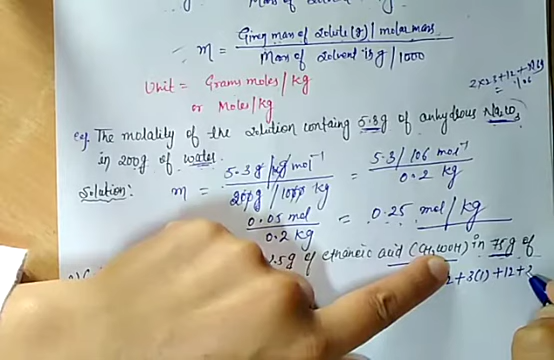 m = Given mass of solute (g) / molar mass
Mass of solvent in g / 1000
Unit = Grams moles / kg
or Moles / kg
2×23+12+
= 106
eg. The molality of the solution containg 5.3g of anhydrous Na2CO3
in 200g of water.
Solution: m = 5.3 g / mol⁻¹ = 5.3 / 106 mol⁻¹
200g / 1000 kg 0.2 kg
0.05 mol = 0.25 mol / kg
0.2 kg
.5g of ethanoic acid (CH3COOH) in 75g of
2+3(1)+12+